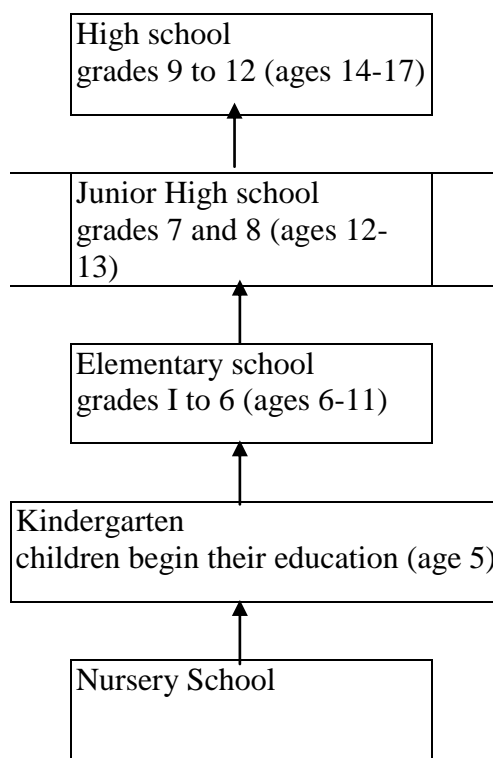 High school
grades 9 to 12 (ages 14-17)
Junior High school
grades 7 and 8 (ages 12-
13)
Elementary school
grades I to 6 (ages 6-11)
Kindergarten
children begin their education (age 5)
Nursery School